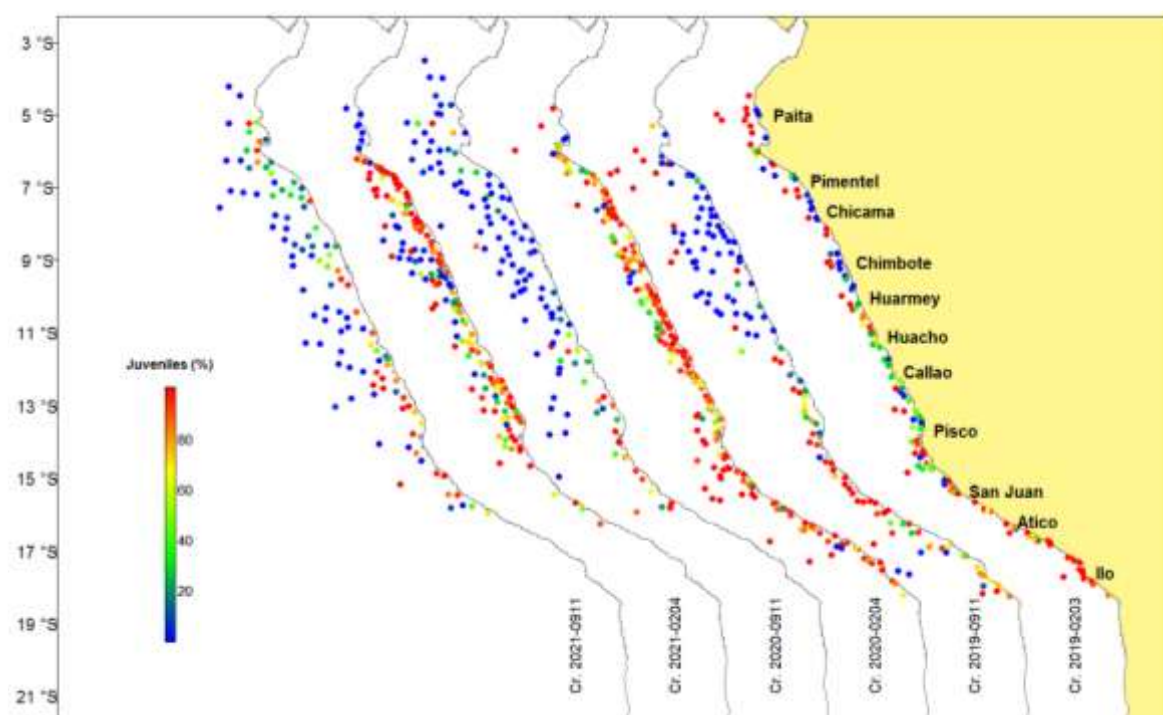 3 °S
5 °S
7 °S
9 °S
11 °S
13 °S
15 °S
17 °S
19 °S
21 °S
Paita
Pimentel
Chicama
Chimbote
Huarmey
Huacho
Callao
Pisco
San Juan
Atico
Ilo
Juveniles (%)
80
60
40
20
Cr. 2021-0911
Cr. 2021-0204
Cr. 2020-0911
Cr. 2020-0204
Cr. 2019-0911
Cr. 2019-0203